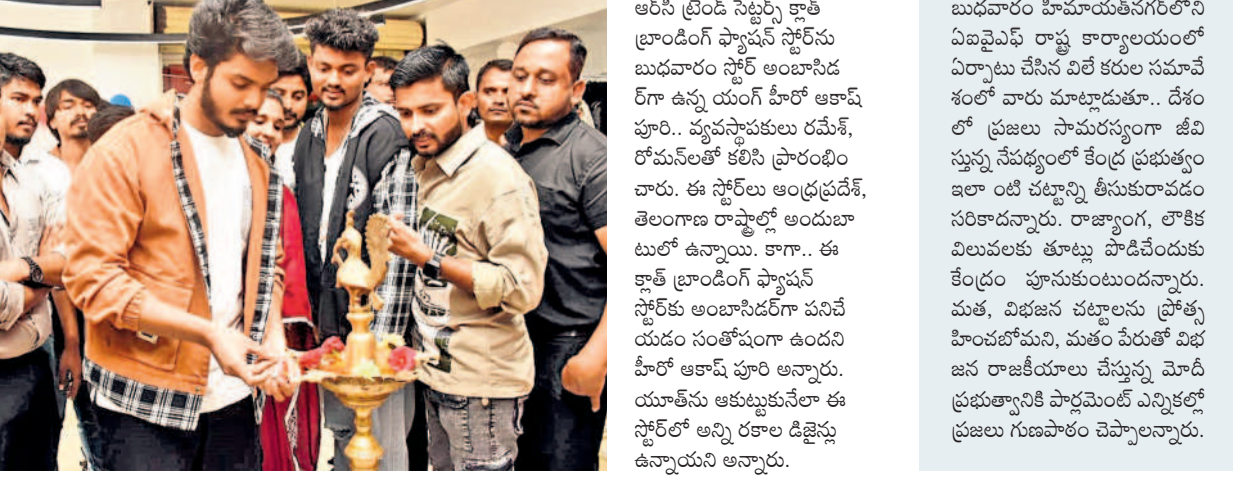 ఆర్‌సీ ట్రెండ్ సెట్టర్స్ క్లాత్
బ్రాండింగ్ ఫ్యాషన్ స్టోర్‌ను
బుధవారం స్టోర్ అంబాసిడ
ర్‌గా ఉన్న యంగ్ హీరో ఆకాష్
పూరి.. వ్యవస్థాపకులు రమేశ్,
రోమన్‌లతో కలిసి ప్రారంభిం
చారు. ఈ స్టోర్‌లు ఆంధ్రప్రదేశ్,
తెలంగాణ రాష్ట్రాల్లో అందుబా
టులో ఉన్నాయి. కాగా.. ఈ
క్లాత్ బ్రాండింగ్ ఫ్యాషన్
స్టోర్‌కు అంబాసిడర్‌గా పనిచే
యడం సంతోషంగా ఉందని
హీరో ఆకాష్ పూరి అన్నారు.
యూత్‌ను ఆకుట్టుకునేలా ఈ
స్టోర్‌లో అన్ని రకాల డిజైన్లు
ఉన్నాయని అన్నారు.
బుధవారం హిమాయత్‌నగర్‌లోని
ఏఐవైఎఫ్ రాష్ట్ర కార్యాలయంలో
ఏర్పాటు చేసిన విలే కరుల సమావే
శంలో వారు మాట్లాడుతూ.. దేశం
లో ప్రజలు సామరస్యంగా జీవి
స్తున్న నేపథ్యంలో కేంద్ర ప్రభుత్వం
ఇలా ంటి చట్టాన్ని తీసుకురావడం
సరికాదన్నారు. రాజ్యాంగ, లౌకిక
విలువలకు తూట్లు పొడిచేందుకు
కేంద్రం పూనుకుంటుందన్నారు.
మత, విభజన చట్టాలను ప్రోత్స
హించబోమని, మతం పేరుతో విభ
జన రాజకీయాలు చేస్తున్న మోదీ
ప్రభుత్వానికి పార్లమెంట్ ఎన్నికల్లో
ప్రజలు గుణపాఠం చెప్పాలన్నారు.